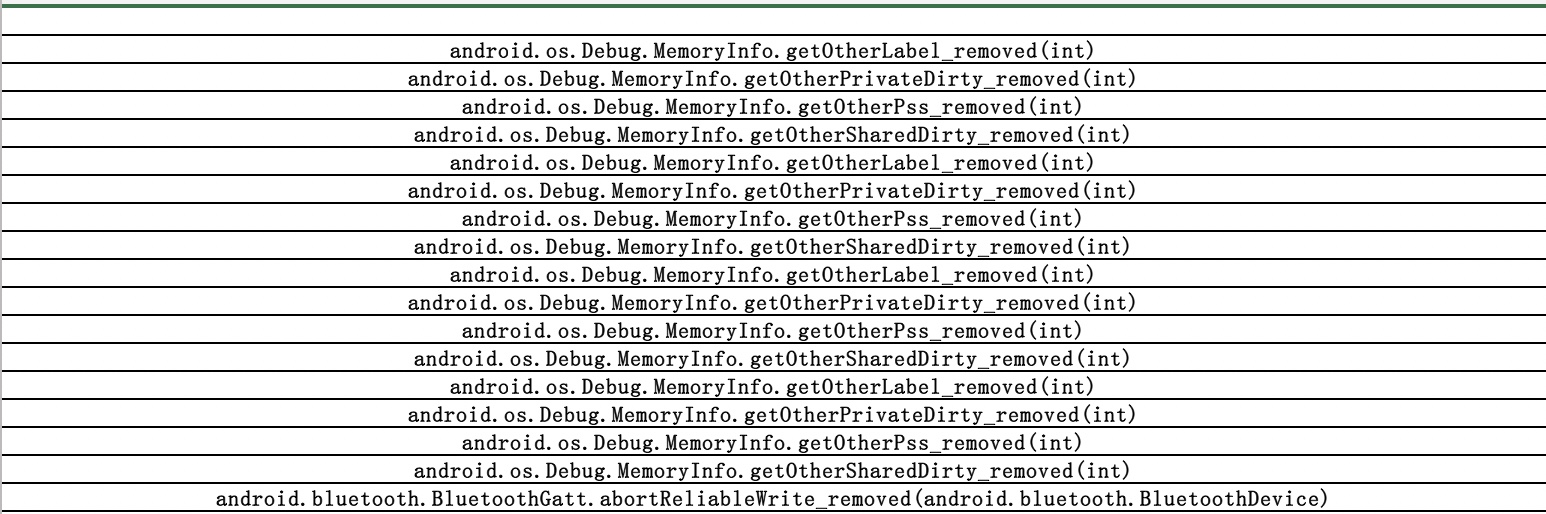 android.os.Debug.MemoryInfo.getOtherLabel_removed(int)
android.os.Debug.MemoryInfo.getOtherPrivateDirty_removed(int)
android.os.Debug.MemoryInfo.getOtherPss_removed(int)
android.os.Debug.MemoryInfo.getOtherSharedDirty_removed(int)
android.os.Debug.MemoryInfo.getOtherLabel_removed(int)
android.os.Debug.MemoryInfo.getOtherPrivateDirty_removed(int)
android.os.Debug.MemoryInfo.getOtherPss_removed(int)
android.os.Debug.MemoryInfo.getOtherSharedDirty_removed(int)
android.os.Debug.MemoryInfo.getOtherLabel_removed(int)
android.os.Debug.MemoryInfo.getOtherPrivateDirty_removed(int)
android.os.Debug.MemoryInfo.getOtherPss_removed(int)
android.os.Debug.MemoryInfo.getOtherSharedDirty_removed(int)
android.os.Debug.MemoryInfo.getOtherLabel_removed(int)
android.os.Debug.MemoryInfo.getOtherPrivateDirty_removed(int)
android.os.Debug.MemoryInfo.getOtherPss_removed(int)
android.os.Debug.MemoryInfo.getOtherSharedDirty_removed(int)
android.bluetooth.BluetoothGatt.abortReliableWrite_removed(android.bluetooth.BluetoothDevice)